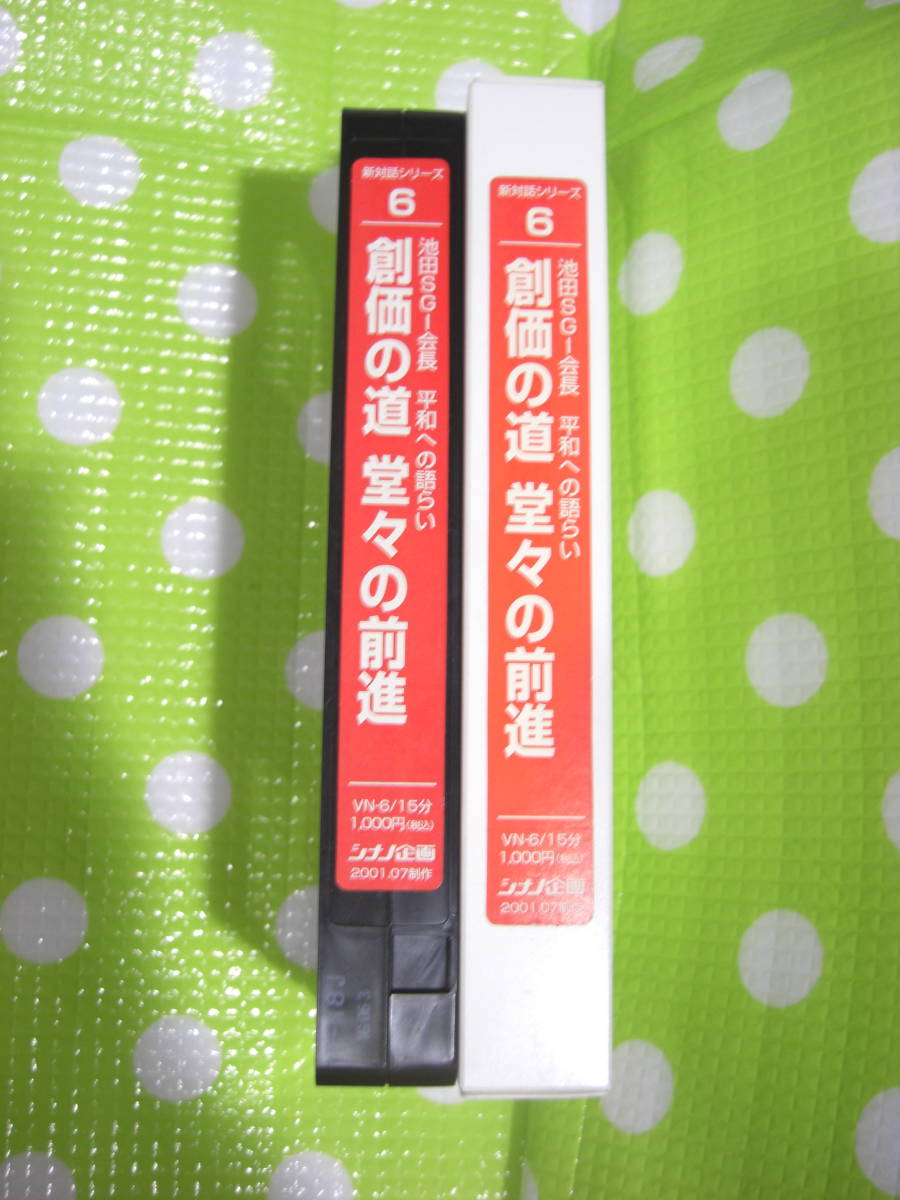 新対話シリーズ
6
池田SGI会長 平和への語らい
創価の道 堂々の前進
VN-6/15分
1,000円(税込)
シナノ企画
2001.07制作
新対話シリーズ
6
池田SGI会長 平和への語らい
創価の道 堂々の前進
VN-6/15分
1,000円(税込)
シナノ企画
2001.07制作